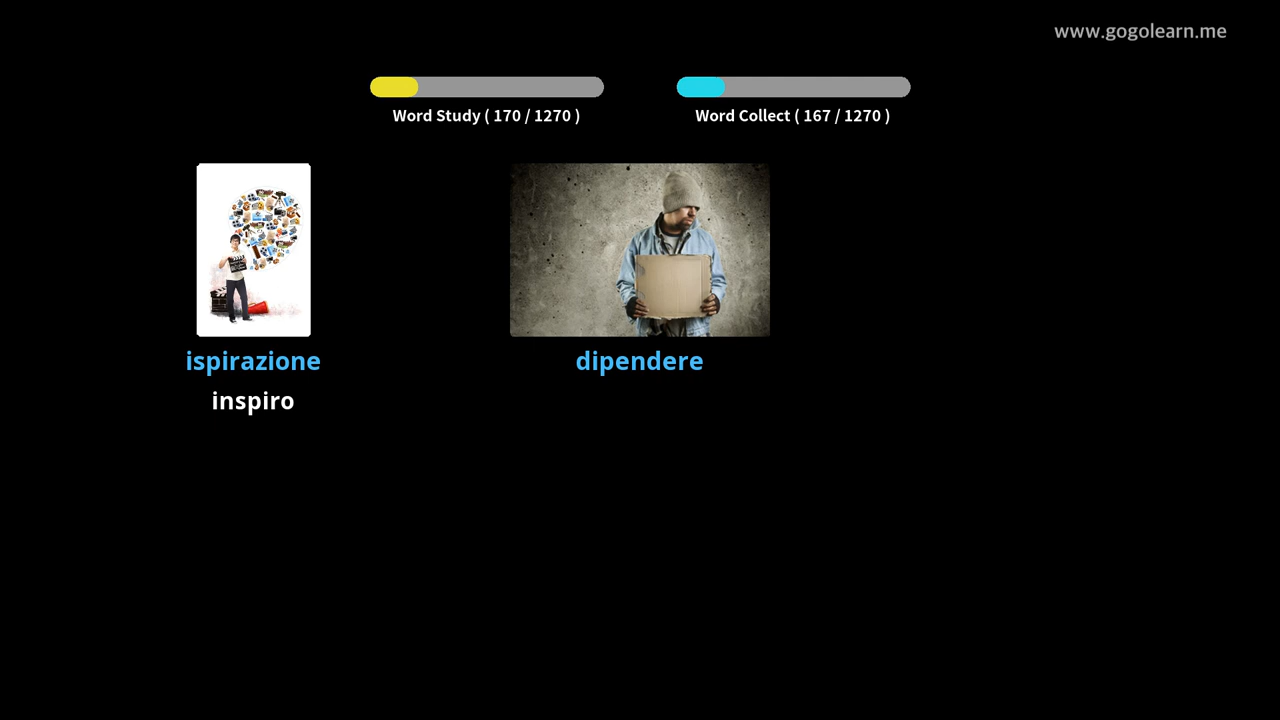 www.gogolearn.me
Word Study ( 170 / 1270 )
Word Collect ( 167 / 1270 )
ispirazione
inspiro
dipendere